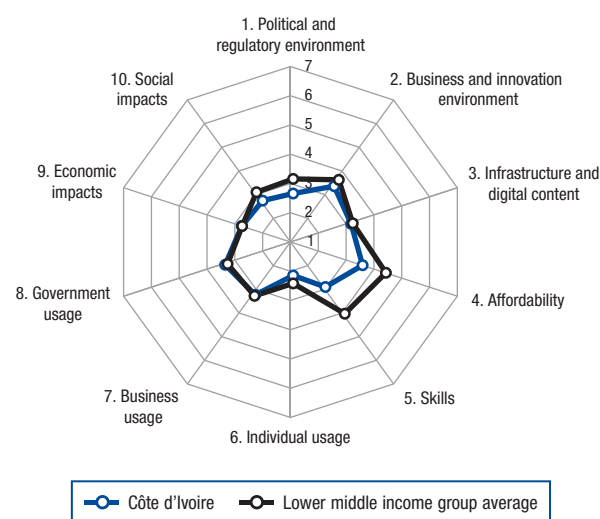 1. Political and
regulatory environment
10. Social
impacts
2. Business and innovation
environment
9. Economic
impacts
3. Infrastructure and
digital content
8. Government
usage
4. Affordability
7. Business
usage
5. Skills
6. Individual usage
7
6
5
4
3
2
1
Côte d'Ivoire
Lower middle income group average